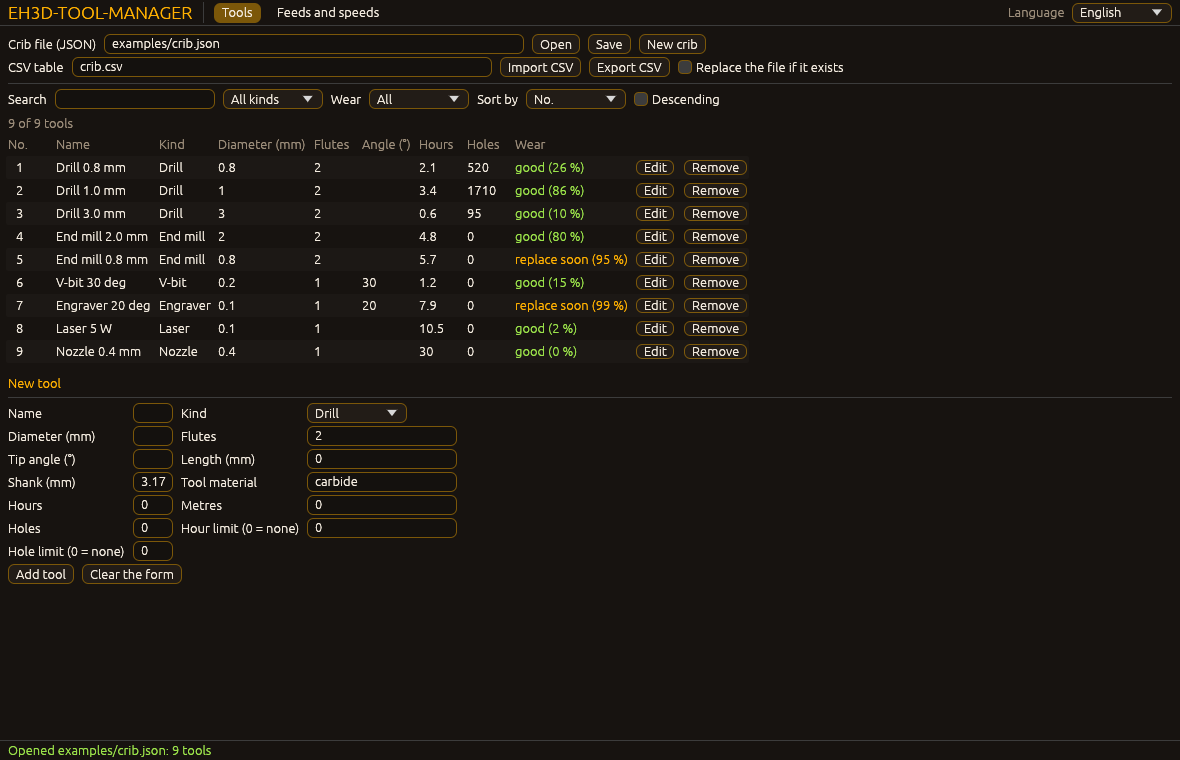 EH3D-TOOL-MANAGER Tools Feeds and speeds Language English
Crib file (JSON) examples/crib.json Open Save New crib
CSV table crib.csv Import CSV Export CSV Replace the file if it exists
Search All kinds Wear All Sort by No. Descending
9 of 9 tools
No. Name Kind Diameter (mm) Flutes Angle (°) Hours Holes Wear
1 Drill 0.8 mm Drill 0.8 2 2.1 520 good (26 %) Edit Remove
2 Drill 1.0 mm Drill 1 2 3.4 1710 good (86 %) Edit Remove
3 Drill 3.0 mm Drill 3 2 0.6 95 good (10 %) Edit Remove
4 End mill 2.0 mm End mill 2 2 4.8 0 good (80 %) Edit Remove
5 End mill 0.8 mm End mill 0.8 2 5.7 0 replace soon (95 %) Edit Remove
6 V-bit 30 deg V-bit 0.2 1 30 1.2 0 good (15 %) Edit Remove
7 Engraver 20 deg Engraver 0.1 1 20 7.9 0 replace soon (99 %) Edit Remove
8 Laser 5 W Laser 0.1 1 10.5 0 good (2 %) Edit Remove
9 Nozzle 0.4 mm Nozzle 0.4 1 30 0 good (0 %) Edit Remove
New tool
Name Kind Drill
Diameter (mm) Flutes 2
Tip angle (°) Length (mm) 0
Shank (mm) 3.17 Tool material carbide
Hours 0 Metres 0
Holes 0 Hour limit (0 = none) 0
Hole limit (0 = none) 0
Add tool Clear the form
Opened examples/crib.json: 9 tools